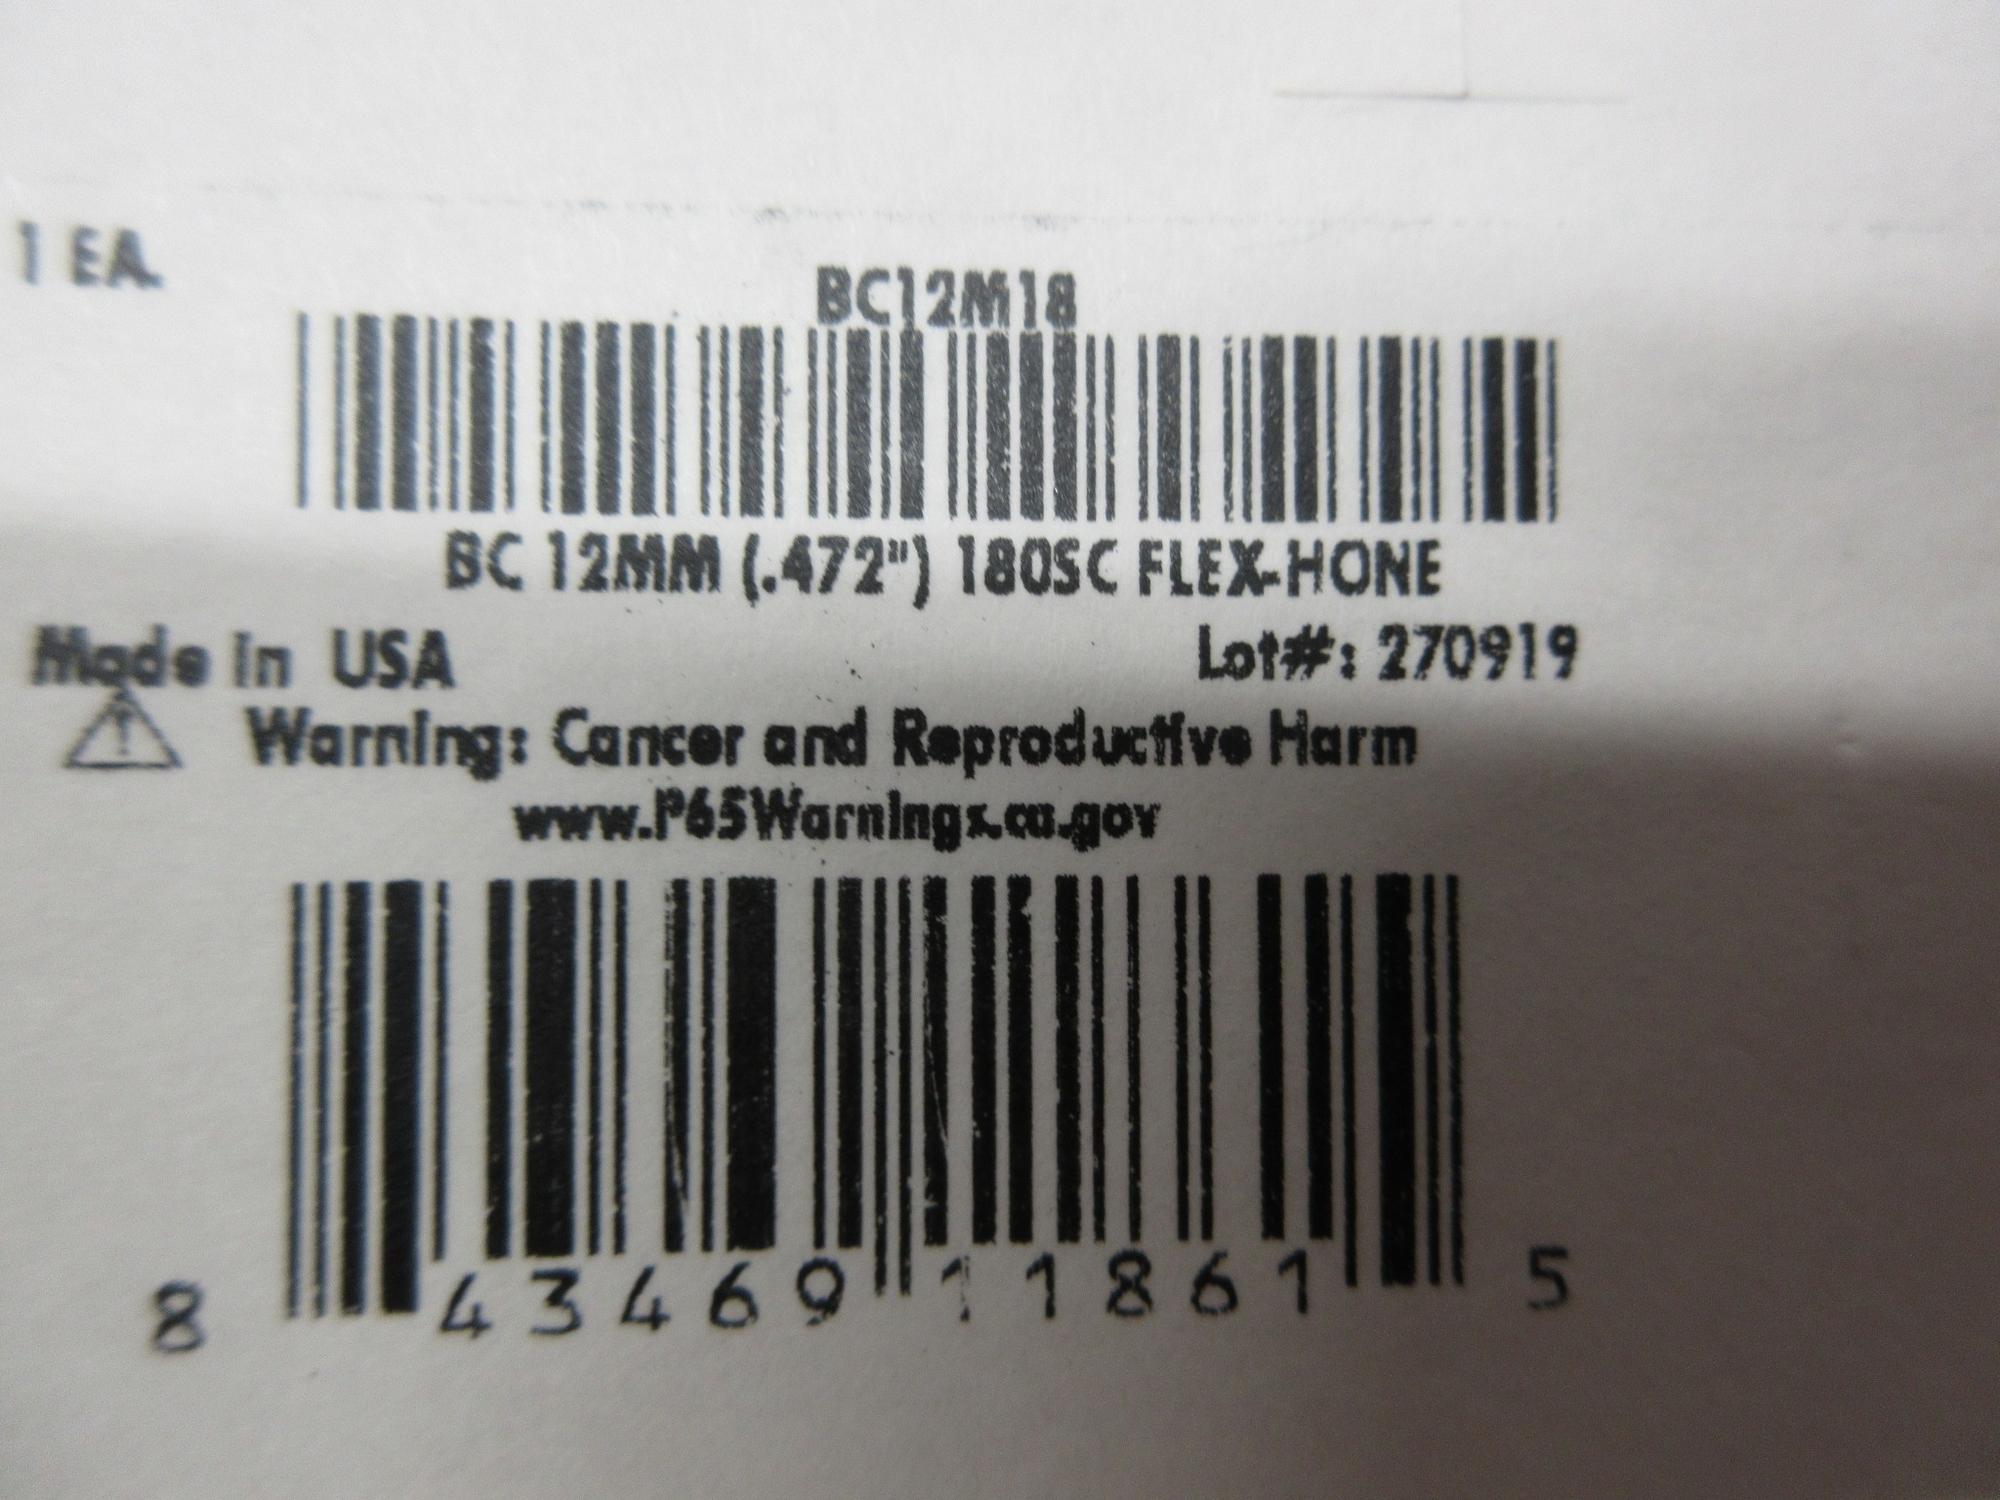 1 EA.
BC12M18
BC 12MM (.472") 180SC FLEX-HONE
Made in USA Lot#: 270919
Warning: Cancer and Reproductive Harm
www.P65Warnings.ca.gov
8 43469 11861 5